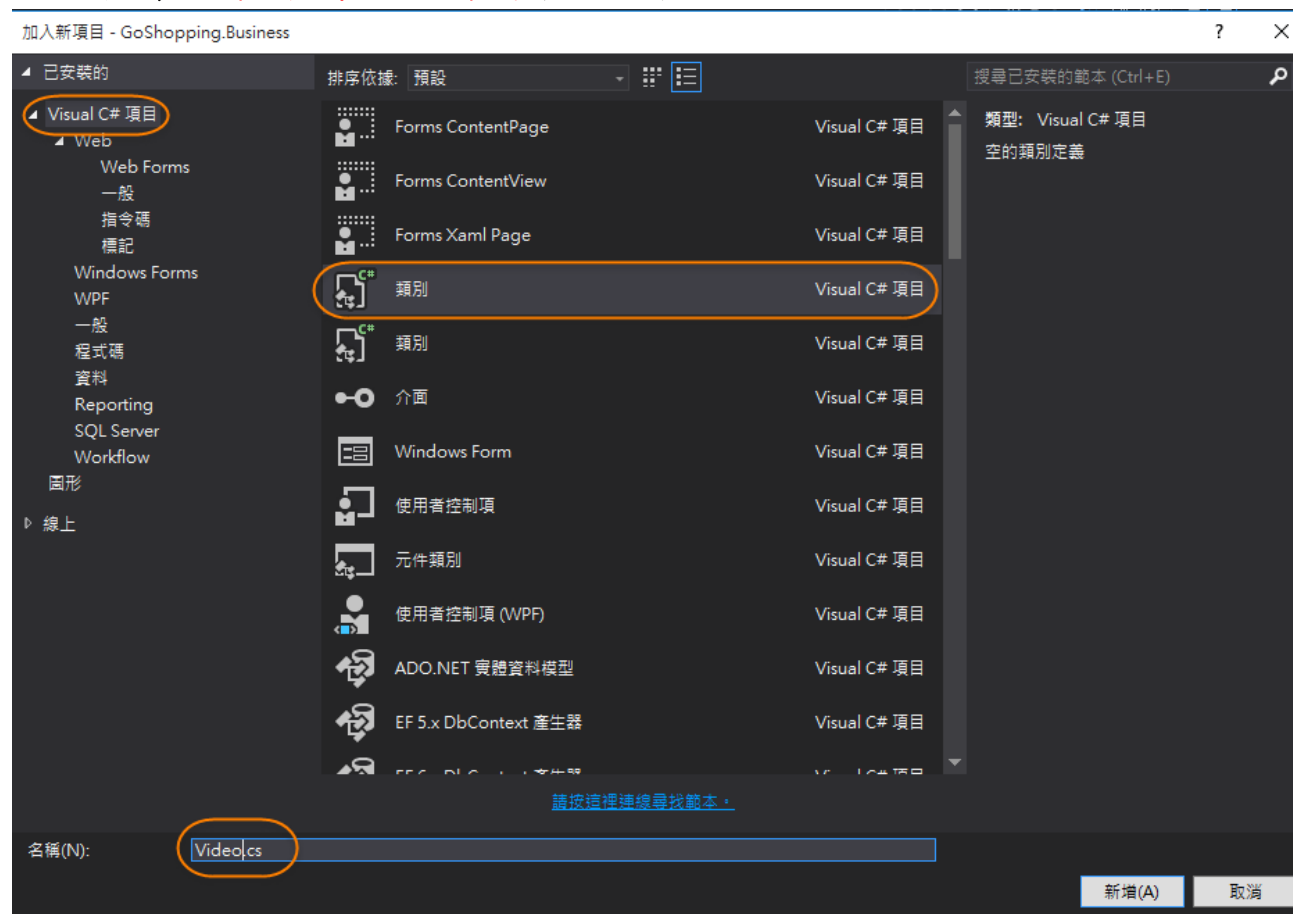 加入新項目 - GoShopping.Business
?
已安裝的
排序依據: 預設
搜尋已安裝的範本 (Ctrl+E)
Visual C# 項目
Web
Web Forms
一般
指令碼
標記
Windows Forms
WPF
一般
程式碼
資料
Reporting
SQL Server
Workflow
圖形
線上
Forms ContentPage Visual C# 項目
Forms ContentView Visual C# 項目
Forms Xaml Page Visual C# 項目
C# 類別 Visual C# 項目
C# 類別 Visual C# 項目
介面 Visual C# 項目
Windows Form Visual C# 項目
使用者控制項 Visual C# 項目
元件類別 Visual C# 項目
使用者控制項 (WPF) Visual C# 項目
ADO.NET 實體資料模型 Visual C# 項目
EF 5.x DbContext 產生器 Visual C# 項目
類型: Visual C# 項目
空的類別定義
請按這裡連線尋找範本。
名稱(N): Video.cs
新增(A) 取消